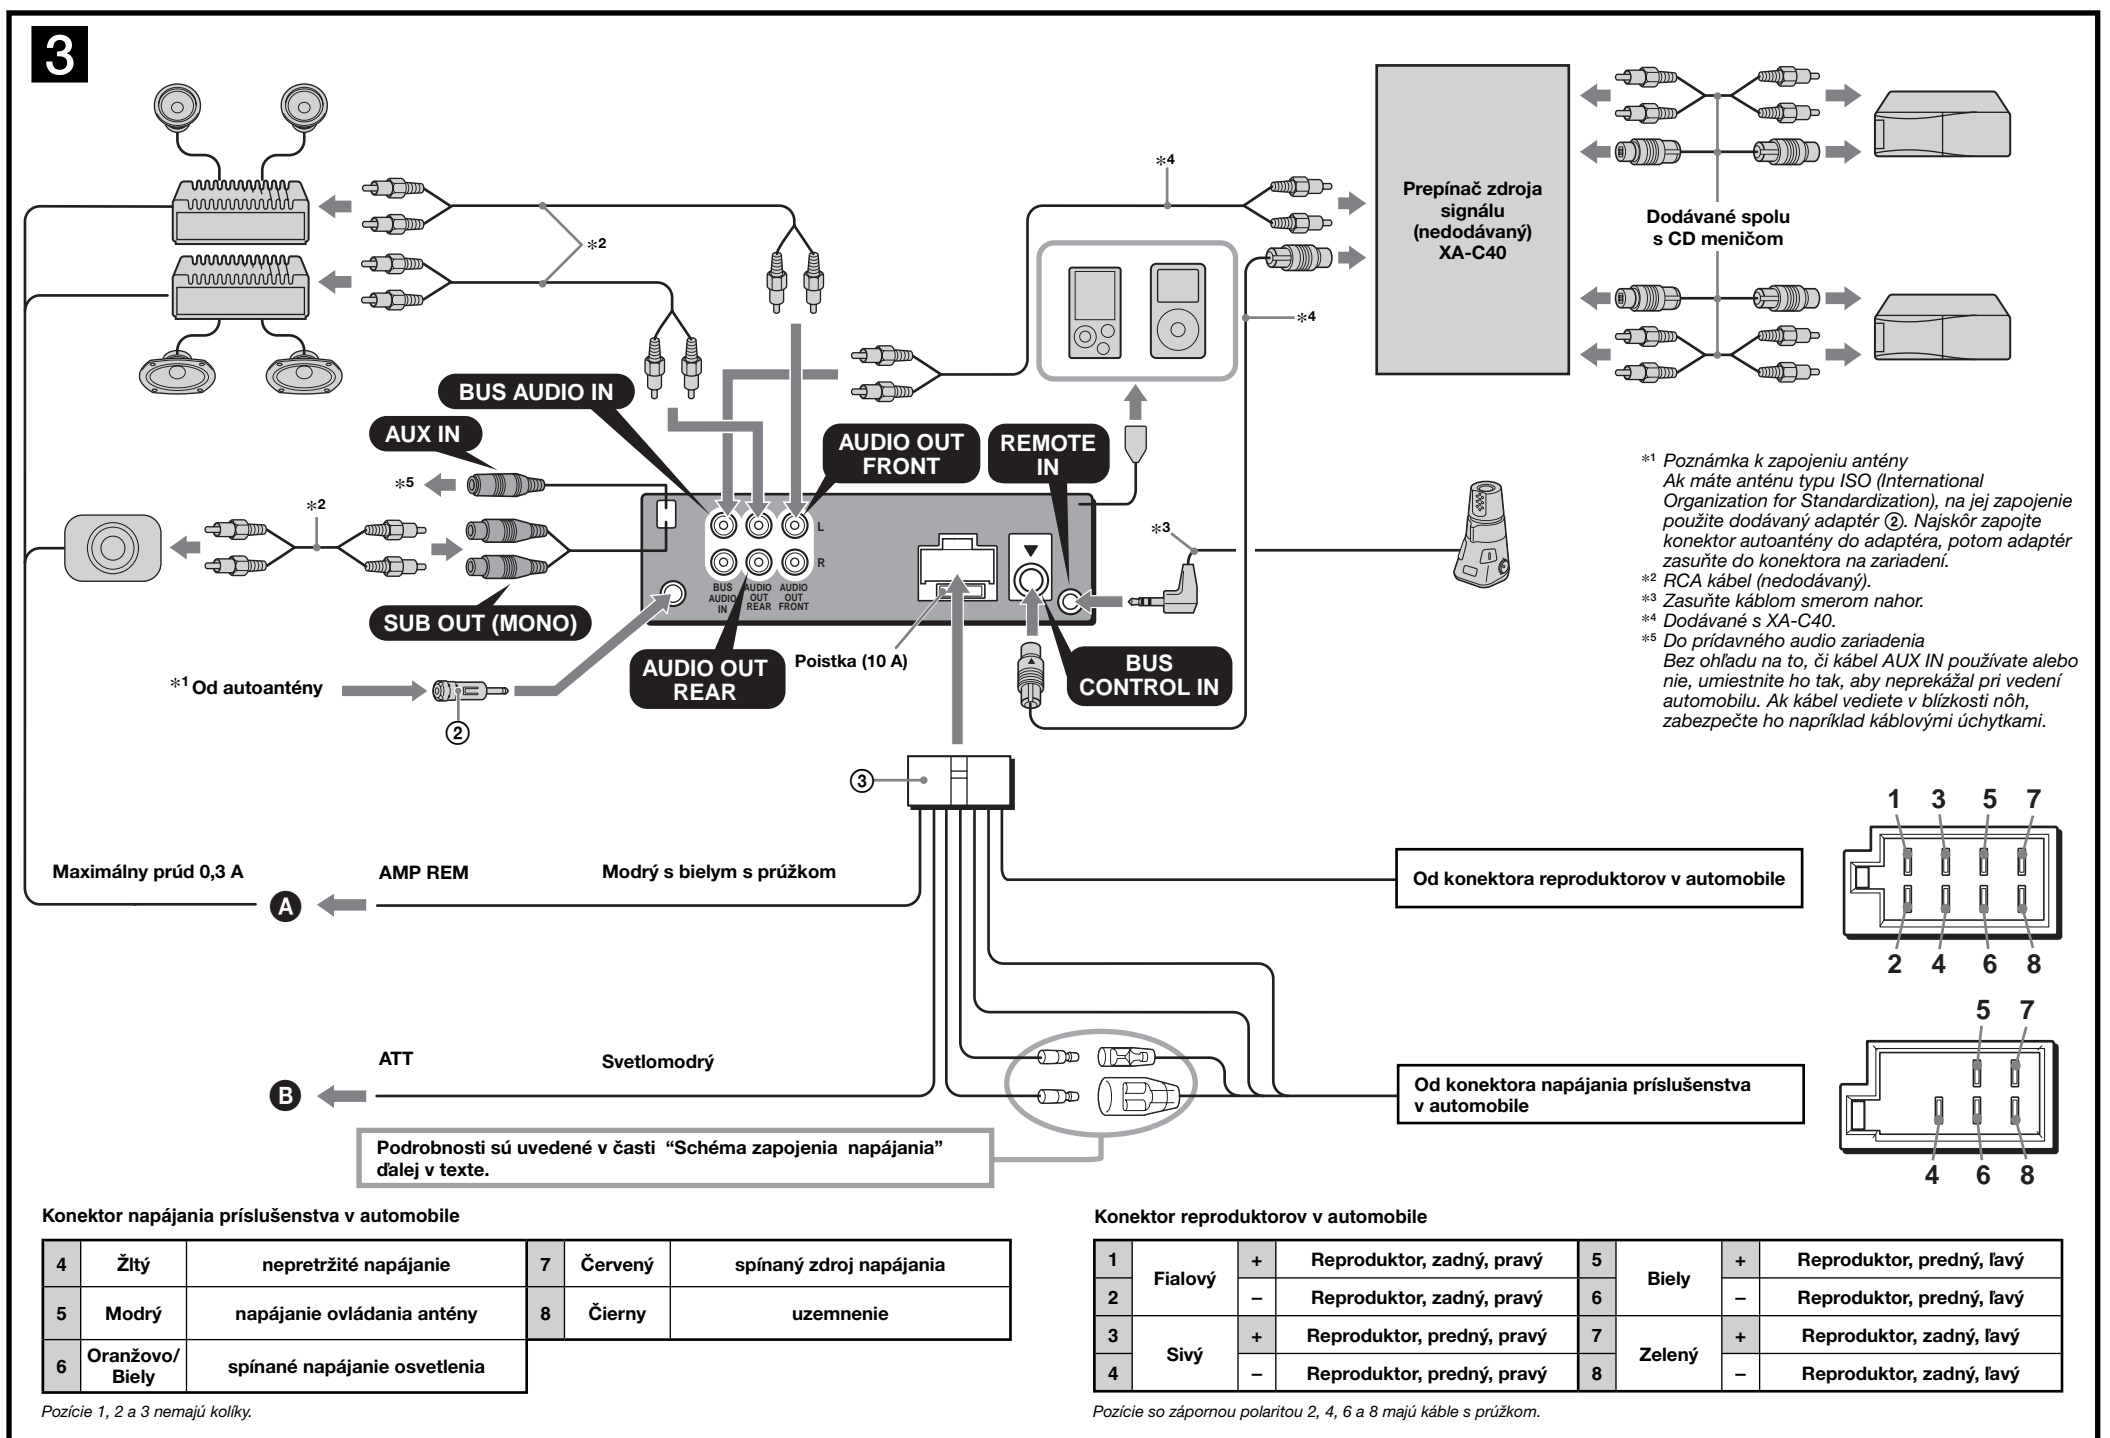 3
*4
Prepínač zdroja
signálu
(nedodávaný)
XA-C40
Dodávané spolu
s CD meničom
*2
*4
BUS AUDIO IN
AUX IN
AUDIO OUT
FRONT
REMOTE
IN
*5
*2
L
R
*3
BUS
AUDIO
IN
AUDIO
OUT
REAR
AUDIO
OUT
FRONT
SUB OUT (MONO)
AUDIO OUT
REAR
Poistka (10 A)
BUS
CONTROL IN
*1 Od autoantény
2
*1 Poznámka k zapojeniu antény
Ak máte anténu typu ISO (International
Organization for Standardization), na jej zapojenie
použite dodávaný adaptér ②. Najskôr zapojte
konektor autoantény do adaptéra, potom adaptér
zasuňte do konektora na zariadení.
*2 RCA kábel (nedodávaný).
*3 Zasuňte káblom smerom nahor.
*4 Dodávané s XA-C40.
*5 Do prídavného audio zariadenia
Bez ohľadu na to, či kábel AUX IN používate alebo
nie, umiestnite ho tak, aby neprekážal pri vedení
automobilu. Ak kábel vediete v blízkosti nôh,
zabezpečte ho napríklad káblovými úchytkami.
3
Maximálny prúd 0,3 A
A
AMP REM
Modrý s bielym s prúžkom
Od konektora reproduktorov v automobile
1 3 5 7
2 4 6 8
B
ATT
Svetlomodrý
Od konektora napájania príslušenstva
v automobile
5 7
4 6 8
Podrobnosti sú uvedené v časti “Schéma zapojenia napájania”
ďalej v texte.
Konektor napájania príslušenstva v automobile
4 Žltý nepretržité napájanie 7 Červený spínaný zdroj napájania
5 Modrý napájanie ovládania antény 8 Čierny uzemnenie
6 Oranžovo/
Biely spínané napájanie osvetlenia
Pozície 1, 2 a 3 nemajú kolíky.
Konektor reproduktorov v automobile
1 Fialový + Reproduktor, zadný, pravý 5 Biely + Reproduktor, predný, ľavý
2 – Reproduktor, zadný, pravý 6 – Reproduktor, predný, ľavý
3 Sivý + Reproduktor, predný, pravý 7 Zelený + Reproduktor, zadný, ľavý
4 – Reproduktor, predný, pravý 8 – Reproduktor, zadný, ľavý
Pozície so zápornou polaritou 2, 4, 6 a 8 majú káble s prúžkom.